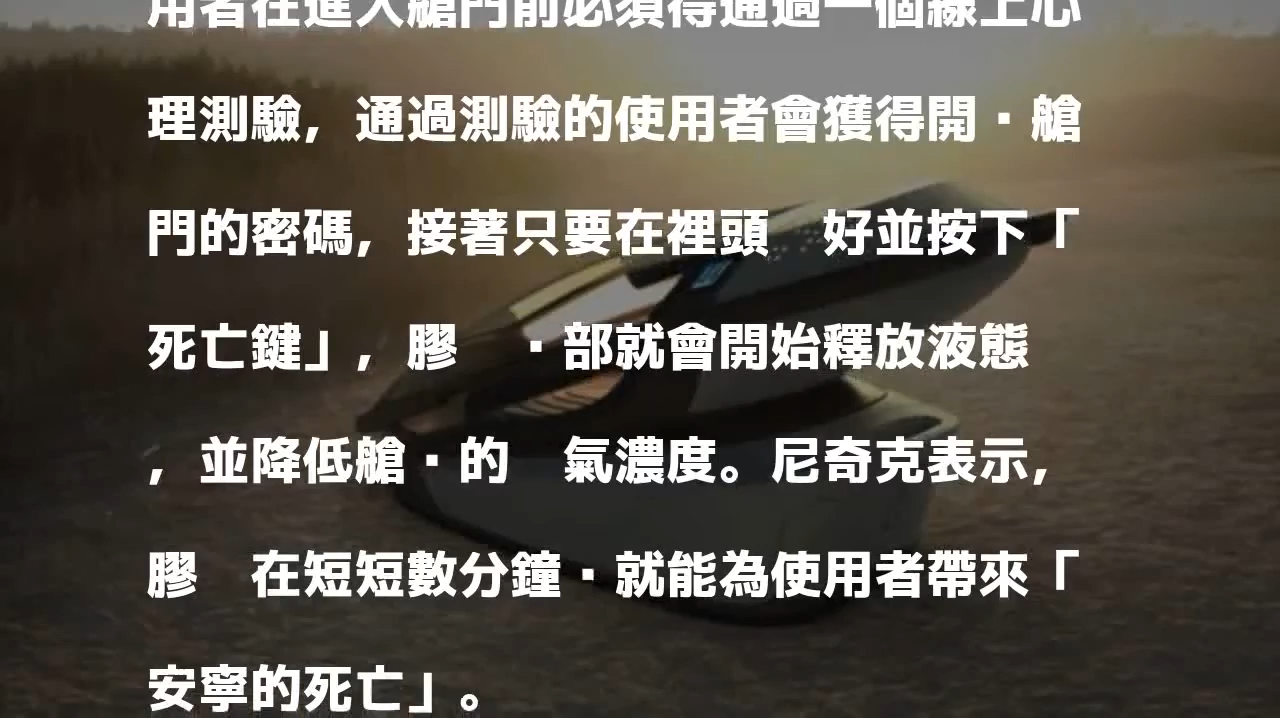 用者在進入艙門前必須得通過一個線上心
理測驗，通過測驗的使用者會獲得開·艙
門的密碼，接著只要在裡頭　好並按下「
死亡鍵」，膠　·部就會開始釋放液態
，並降低艙·的　氣濃度。尼奇克表示，
膠　在短短數分鐘·就能為使用者帶來「
安寧的死亡」。